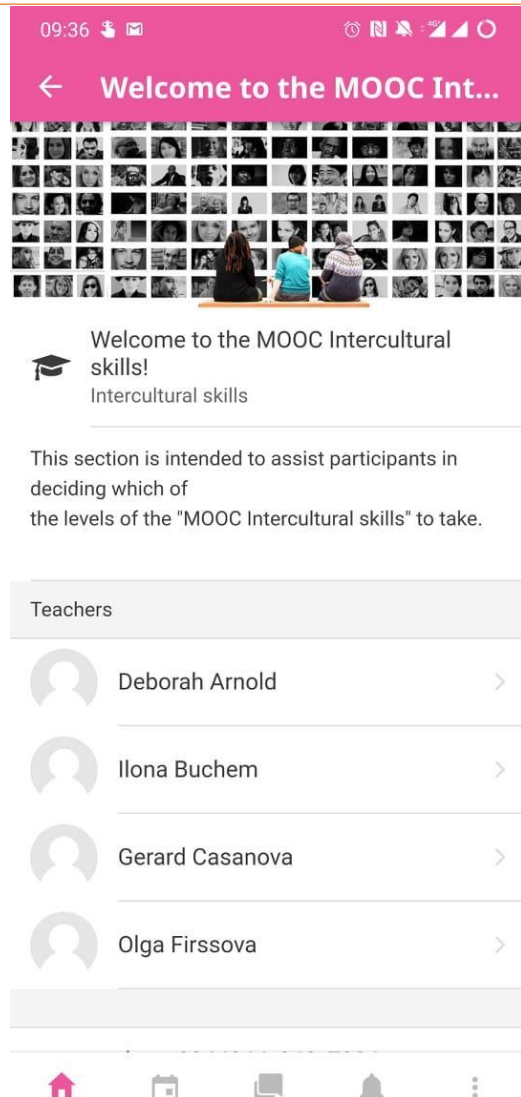 09:36
4G+
Welcome to the MOOC Int...
Welcome to the MOOC Intercultural
skills!
Intercultural skills
This section is intended to assist participants in
deciding which of
the levels of the "MOOC Intercultural skills" to take.
Teachers
Deborah Arnold
Ilona Buchem
Gerard Casanova
Olga Firssova